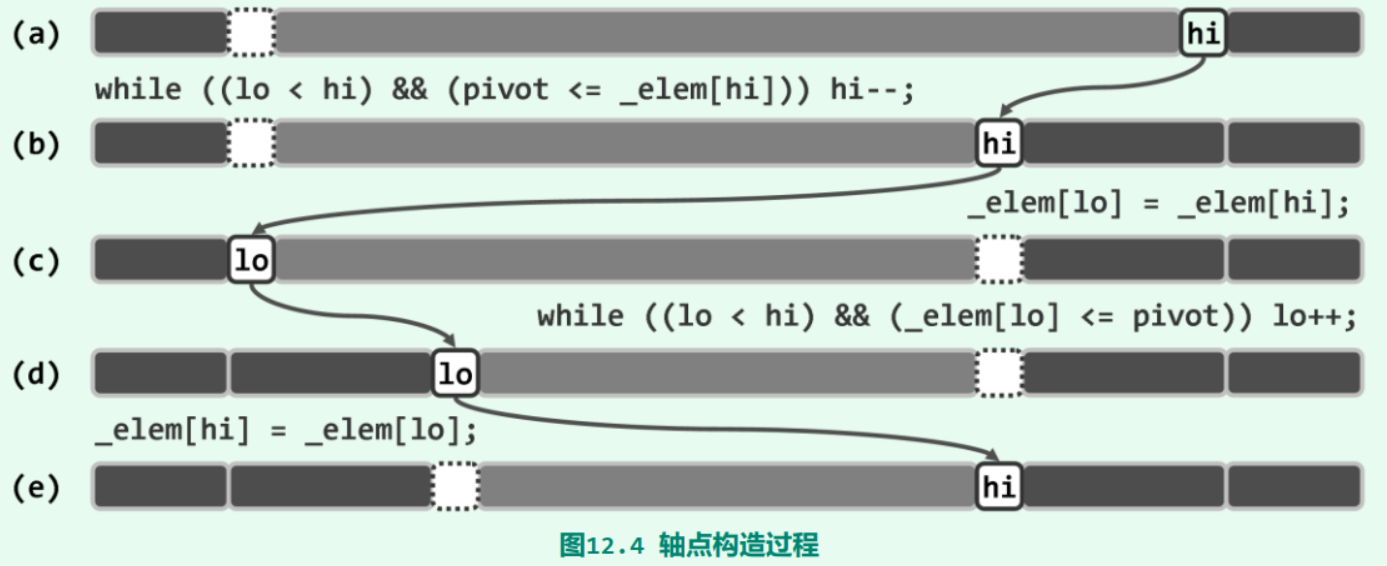 (a) hi
while ((lo < hi) && (pivot <= _elem[hi])) hi--;
(b) hi
_elem[lo] = _elem[hi];
(c) lo
while ((lo < hi) && (_elem[lo] <= pivot)) lo++;
(d) lo
_elem[hi] = _elem[lo];
(e) hi
图12.4 轴点构造过程